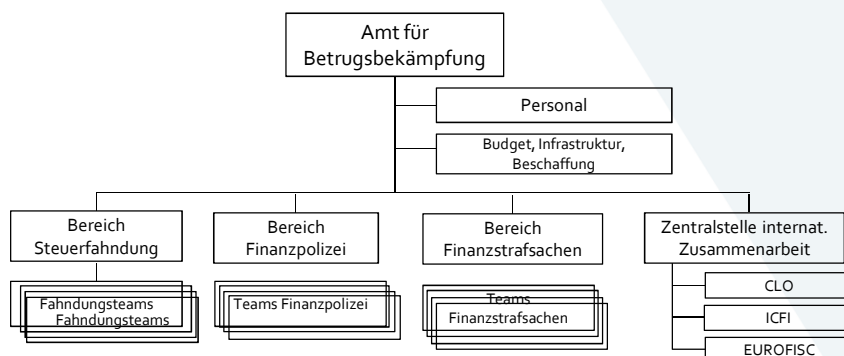 Amt für
Betrugsbekämpfung
Personal
Budget, Infrastruktur,
Beschaffung
Bereich
Steuerfahndung
Bereich
Finanzpolizei
Bereich
Finanzstrafsachen
Zentralstelle internat.
Zusammenarbeit
Fahndungsteams
Fahndungsteams
Teams Finanzpolizei
Teams
Finanzstrafsachen
CLO
ICFI
EUROFISC